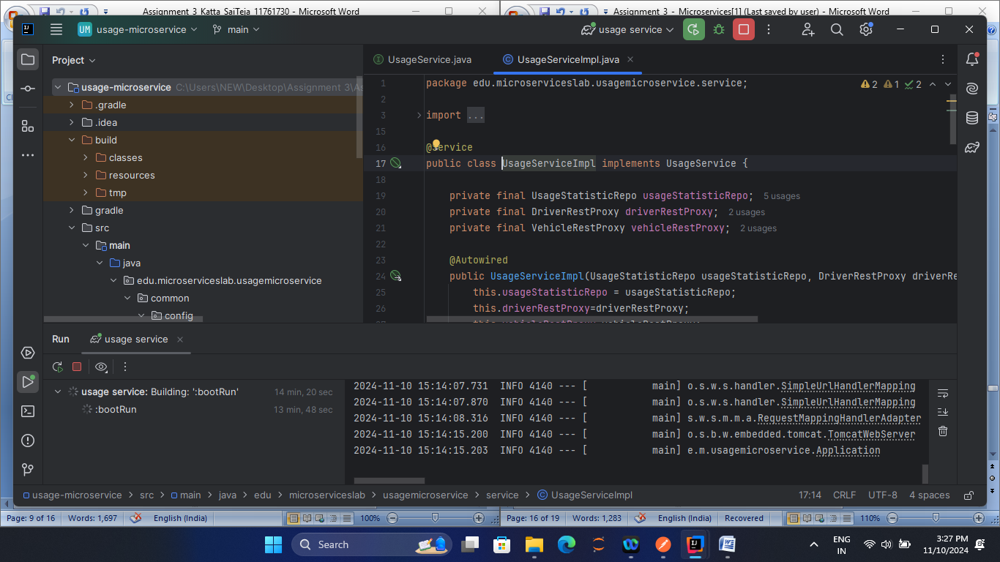 Assignment_3_Katta_SaiTeja_11761730 - Microsoft Word
Assignment_3_-_Microservices[1] (Last saved by user) - Microsoft Word
UM usage-microservice
main
usage service
Project
UsageService.java
UsageServiceImpl.java
usage-microservice C:\Users\NEW\Desktop\Assignment 3\As
.gradle
.idea
build
classes
resources
tmp
gradle
src
main
java
edu.microserviceslab.usagemicroservice
common
config
2 1 2
1 package edu.microserviceslab.usagemicroservice.service;
2
3 import ...
15
16 @Service
17 public class UsageServiceImpl implements UsageService {
18
19 private final UsageStatisticRepo usageStatisticRepo; 5 usages
20 private final DriverRestProxy driverRestProxy; 2 usages
21 private final VehicleRestProxy vehicleRestProxy; 2 usages
22
23 @Autowired
24 public UsageServiceImpl(UsageStatisticRepo usageStatisticRepo, DriverRestProxy driverRe
25 this.usageStatisticRepo = usageStatisticRepo;
26 this.driverRestProxy=driverRestProxy;
Run
usage service
usage service: Building: ':bootRun' 14 min, 20 sec
:bootRun 13 min, 48 sec
2024-11-10 15:14:07.731 INFO 4140 --- [ main] o.s.w.s.handler.SimpleUrlHandlerMapping
2024-11-10 15:14:07.870 INFO 4140 --- [ main] o.s.w.s.handler.SimpleUrlHandlerMapping
2024-11-10 15:14:08.316 INFO 4140 --- [ main] s.w.s.m.m.a.RequestMappingHandlerAdapter
2024-11-10 15:14:15.200 INFO 4140 --- [ main] o.s.b.w.embedded.tomcat.TomcatWebServer
2024-11-10 15:14:15.203 INFO 4140 --- [ main] e.m.usagemicroservice.Application
usage-microservice > src > main > java > edu > microserviceslab > usagemicroservice > service > UsageServiceImpl
17:14 CRLF UTF-8 4 spaces
Page: 9 of 16 Words: 1,697 English (India) 100%
Page: 16 of 19 Words: 1,283 English (India) Recovered 110%
Search
ENG
IN
3:27 PM
11/10/2024